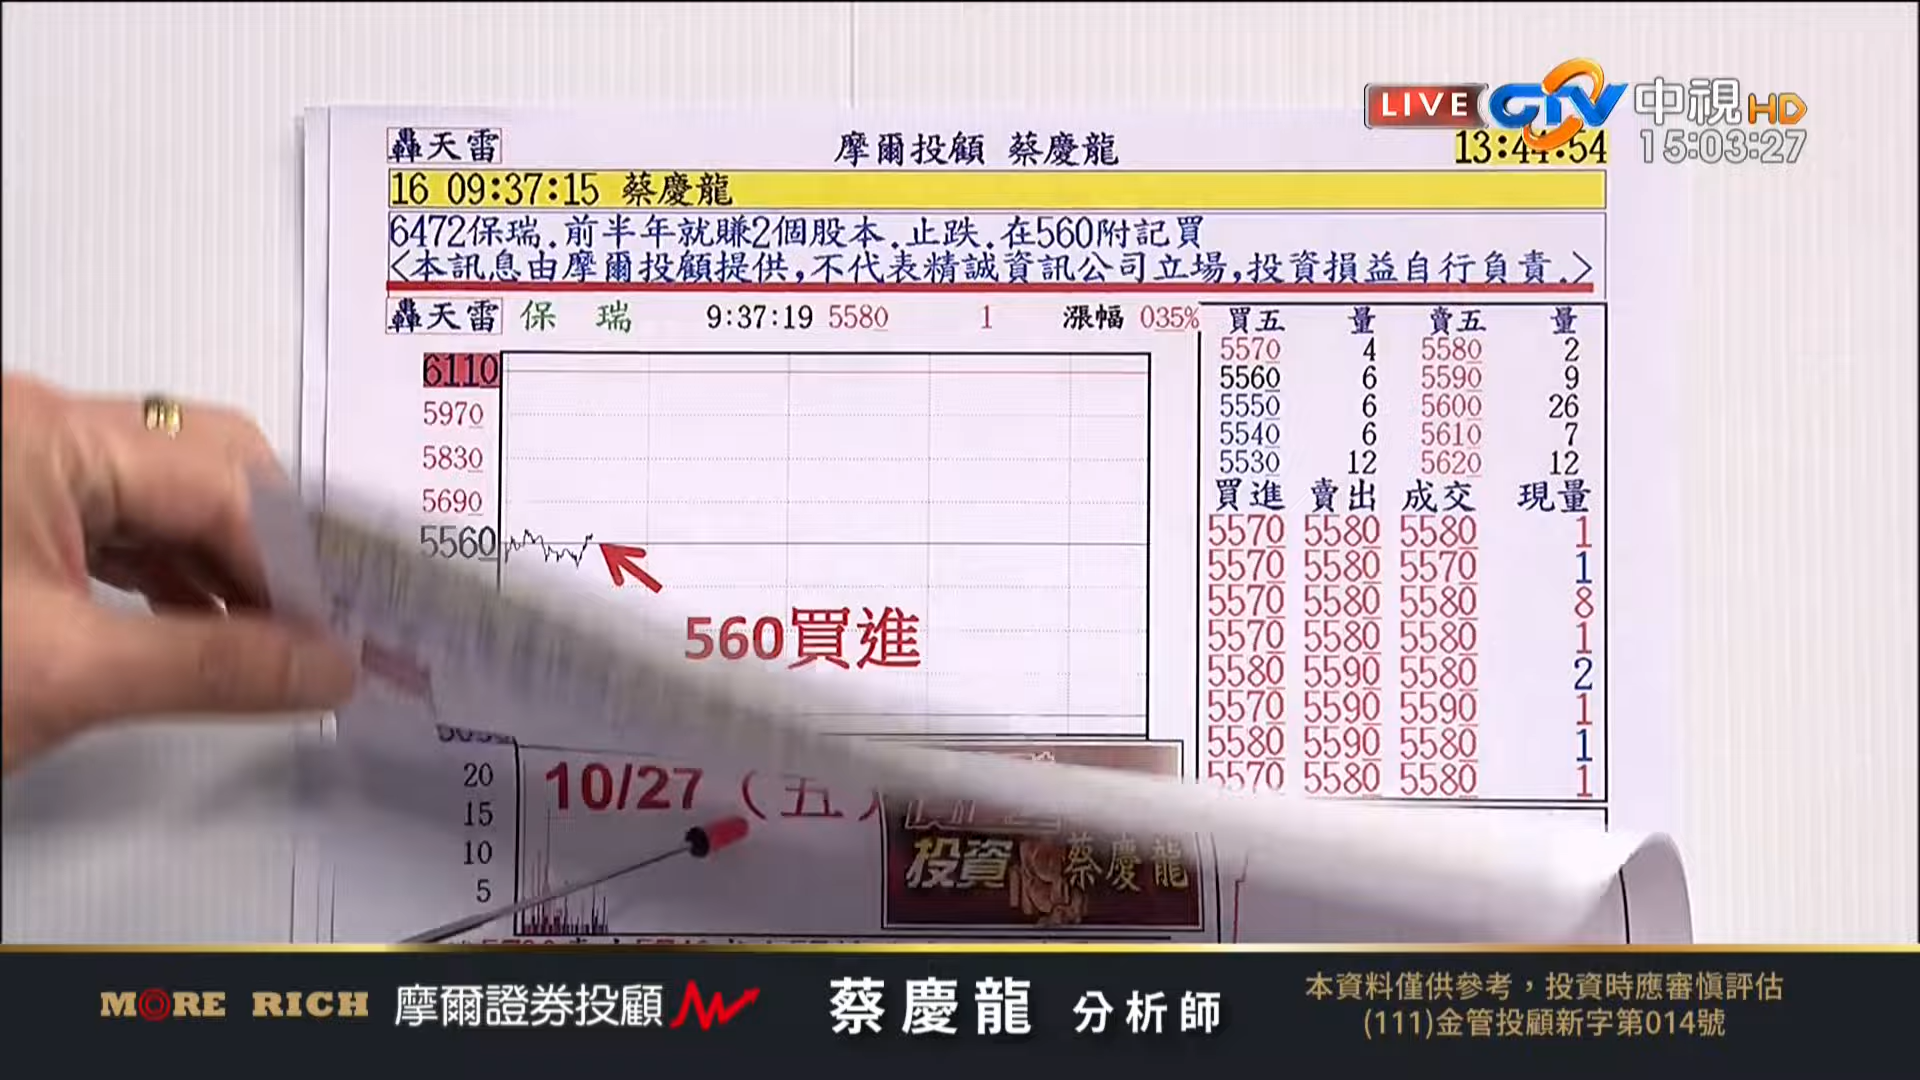 LIVE CTV 中視 HD
15:03:27
轟天雷 摩爾投顧 蔡慶龍 13:44:54
16 09:37:15 蔡慶龍
6472保瑞.前半年就賺2個股本.止跌.在560附記買
<本訊息由摩爾投顧提供,不代表精誠資訊公司立場,投資損益自行負責.>
轟天雷 保 瑞 9:37:19 5580 1 漲幅 035%
買五 量 賣五 量
5570 4 5580 2
5560 6 5590 9
5550 6 5600 26
5540 6 5610 7
5530 12 5620 12
買進 賣出 成交 現量
5570 5580 5580 1
5570 5580 5570 1
5570 5580 5580 8
5570 5580 5580 1
5580 5590 5580 2
5570 5590 5590 1
5580 5590 5580 1
5570 5580 5580 1
6110
5970
5830
5690
5560
560買進
20
15
10
5
10/27（五）
投資 蔡慶龍
MORE RICH 摩爾證券投顧 蔡慶龍 分析師
本資料僅供參考，投資時應審慎評估
(111)金管投顧新字第014號